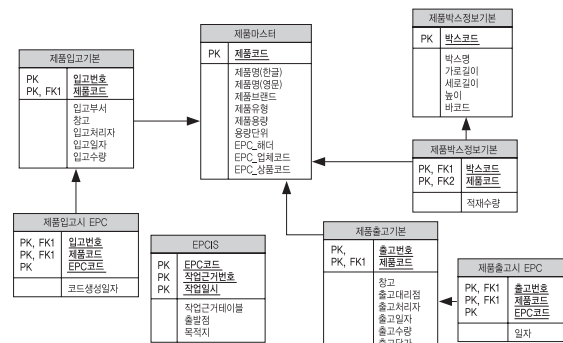 제품마스터
PK 제품코드
제품명(한글)
제품명(영문)
제품브랜드
제품유형
제품용량
용량단위
EPC_해더
EPC_업체코드
EPC_상품코드
제품박스정보기본
PK 박스코드
박스명
가로길이
세로길이
높이
바코드
제품입고기본
PK 입고번호
PK, FK1 제품코드
입고부서
창고
입고처리자
입고일자
입고수량
제품박스정보기본
PK, FK1 박스코드
PK, FK2 제품코드
적재수량
제품입고시 EPC
PK, FK1 입고번호
PK, FK1 제품코드
PK EPC코드
코드생성일자
EPCIS
PK EPC코드
PK 작업근거번호
PK 작업일시
작업근거테이블
출발점
목적지
제품출고기본
PK, 출고번호
PK, FK1 제품코드
창고
출고대리점
출고처리자
출고일자
출고수량
출고단가
제품출고시 EPC
PK, FK1 출고번호
PK, FK1 제품코드
PK EPC코드
일자